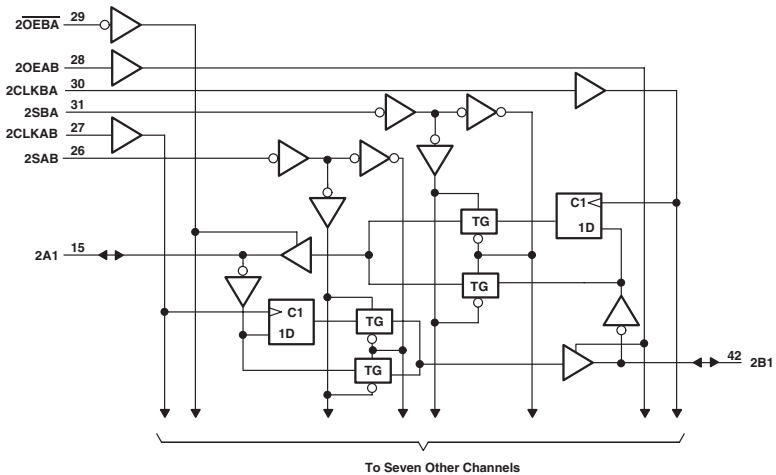 2OEBA 29
2OEAB 28
2CLKBA 30
2SBA 31
2CLKAB 27
2SAB 26
TG
C1
1D
2A1 15
TG
C1
1D
TG
TG
42 2B1
To Seven Other Channels